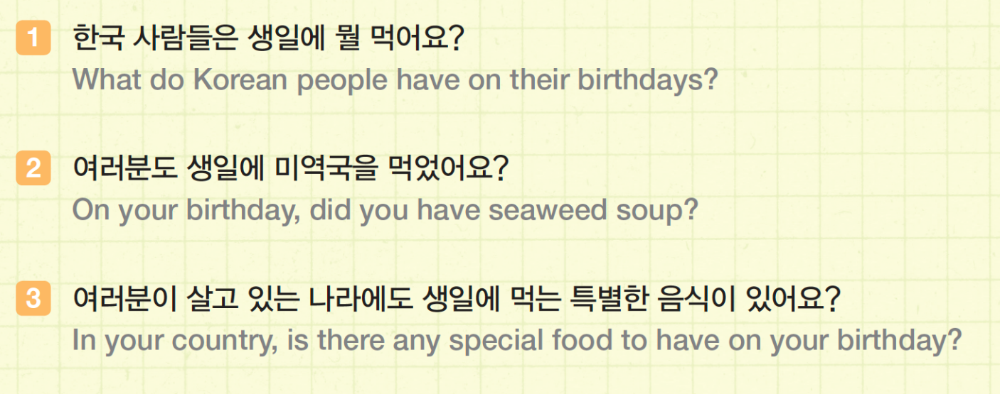 1 한국 사람들은 생일에 뭘 먹어요?
What do Korean people have on their birthdays?
2 여러분도 생일에 미역국을 먹었어요?
On your birthday, did you have seaweed soup?
3 여러분이 살고 있는 나라에도 생일에 먹는 특별한 음식이 있어요?
In your country, is there any special food to have on your birthday?